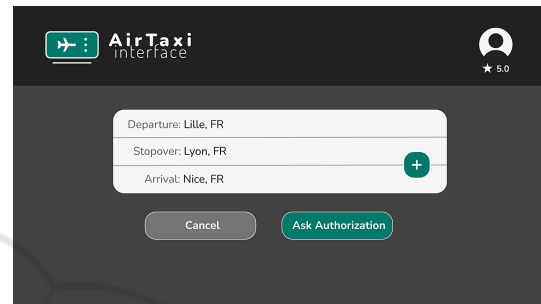 AirTaxi
interface
★ 5.0
Departure: Lille, FR
Stopover: Lyon, FR
Arrival: Nice, FR
+
Cancel
Ask Authorization